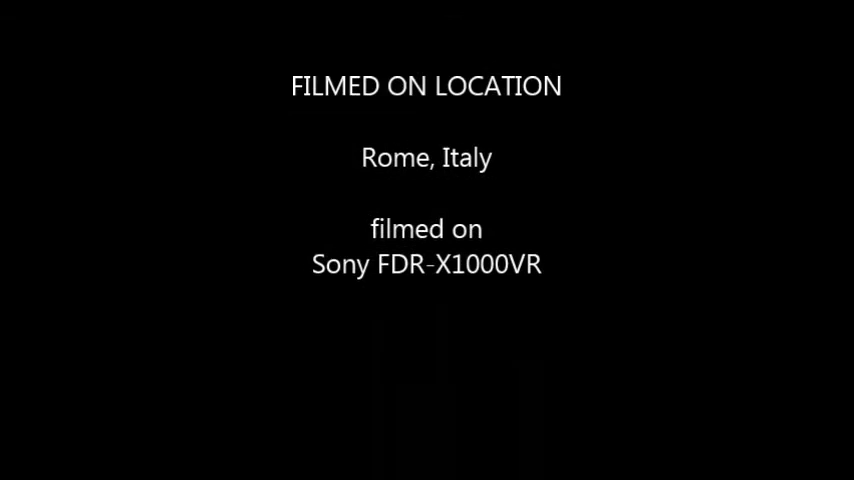 FILMED ON LOCATION
Rome, Italy
filmed on
Sony FDR-X1000VR